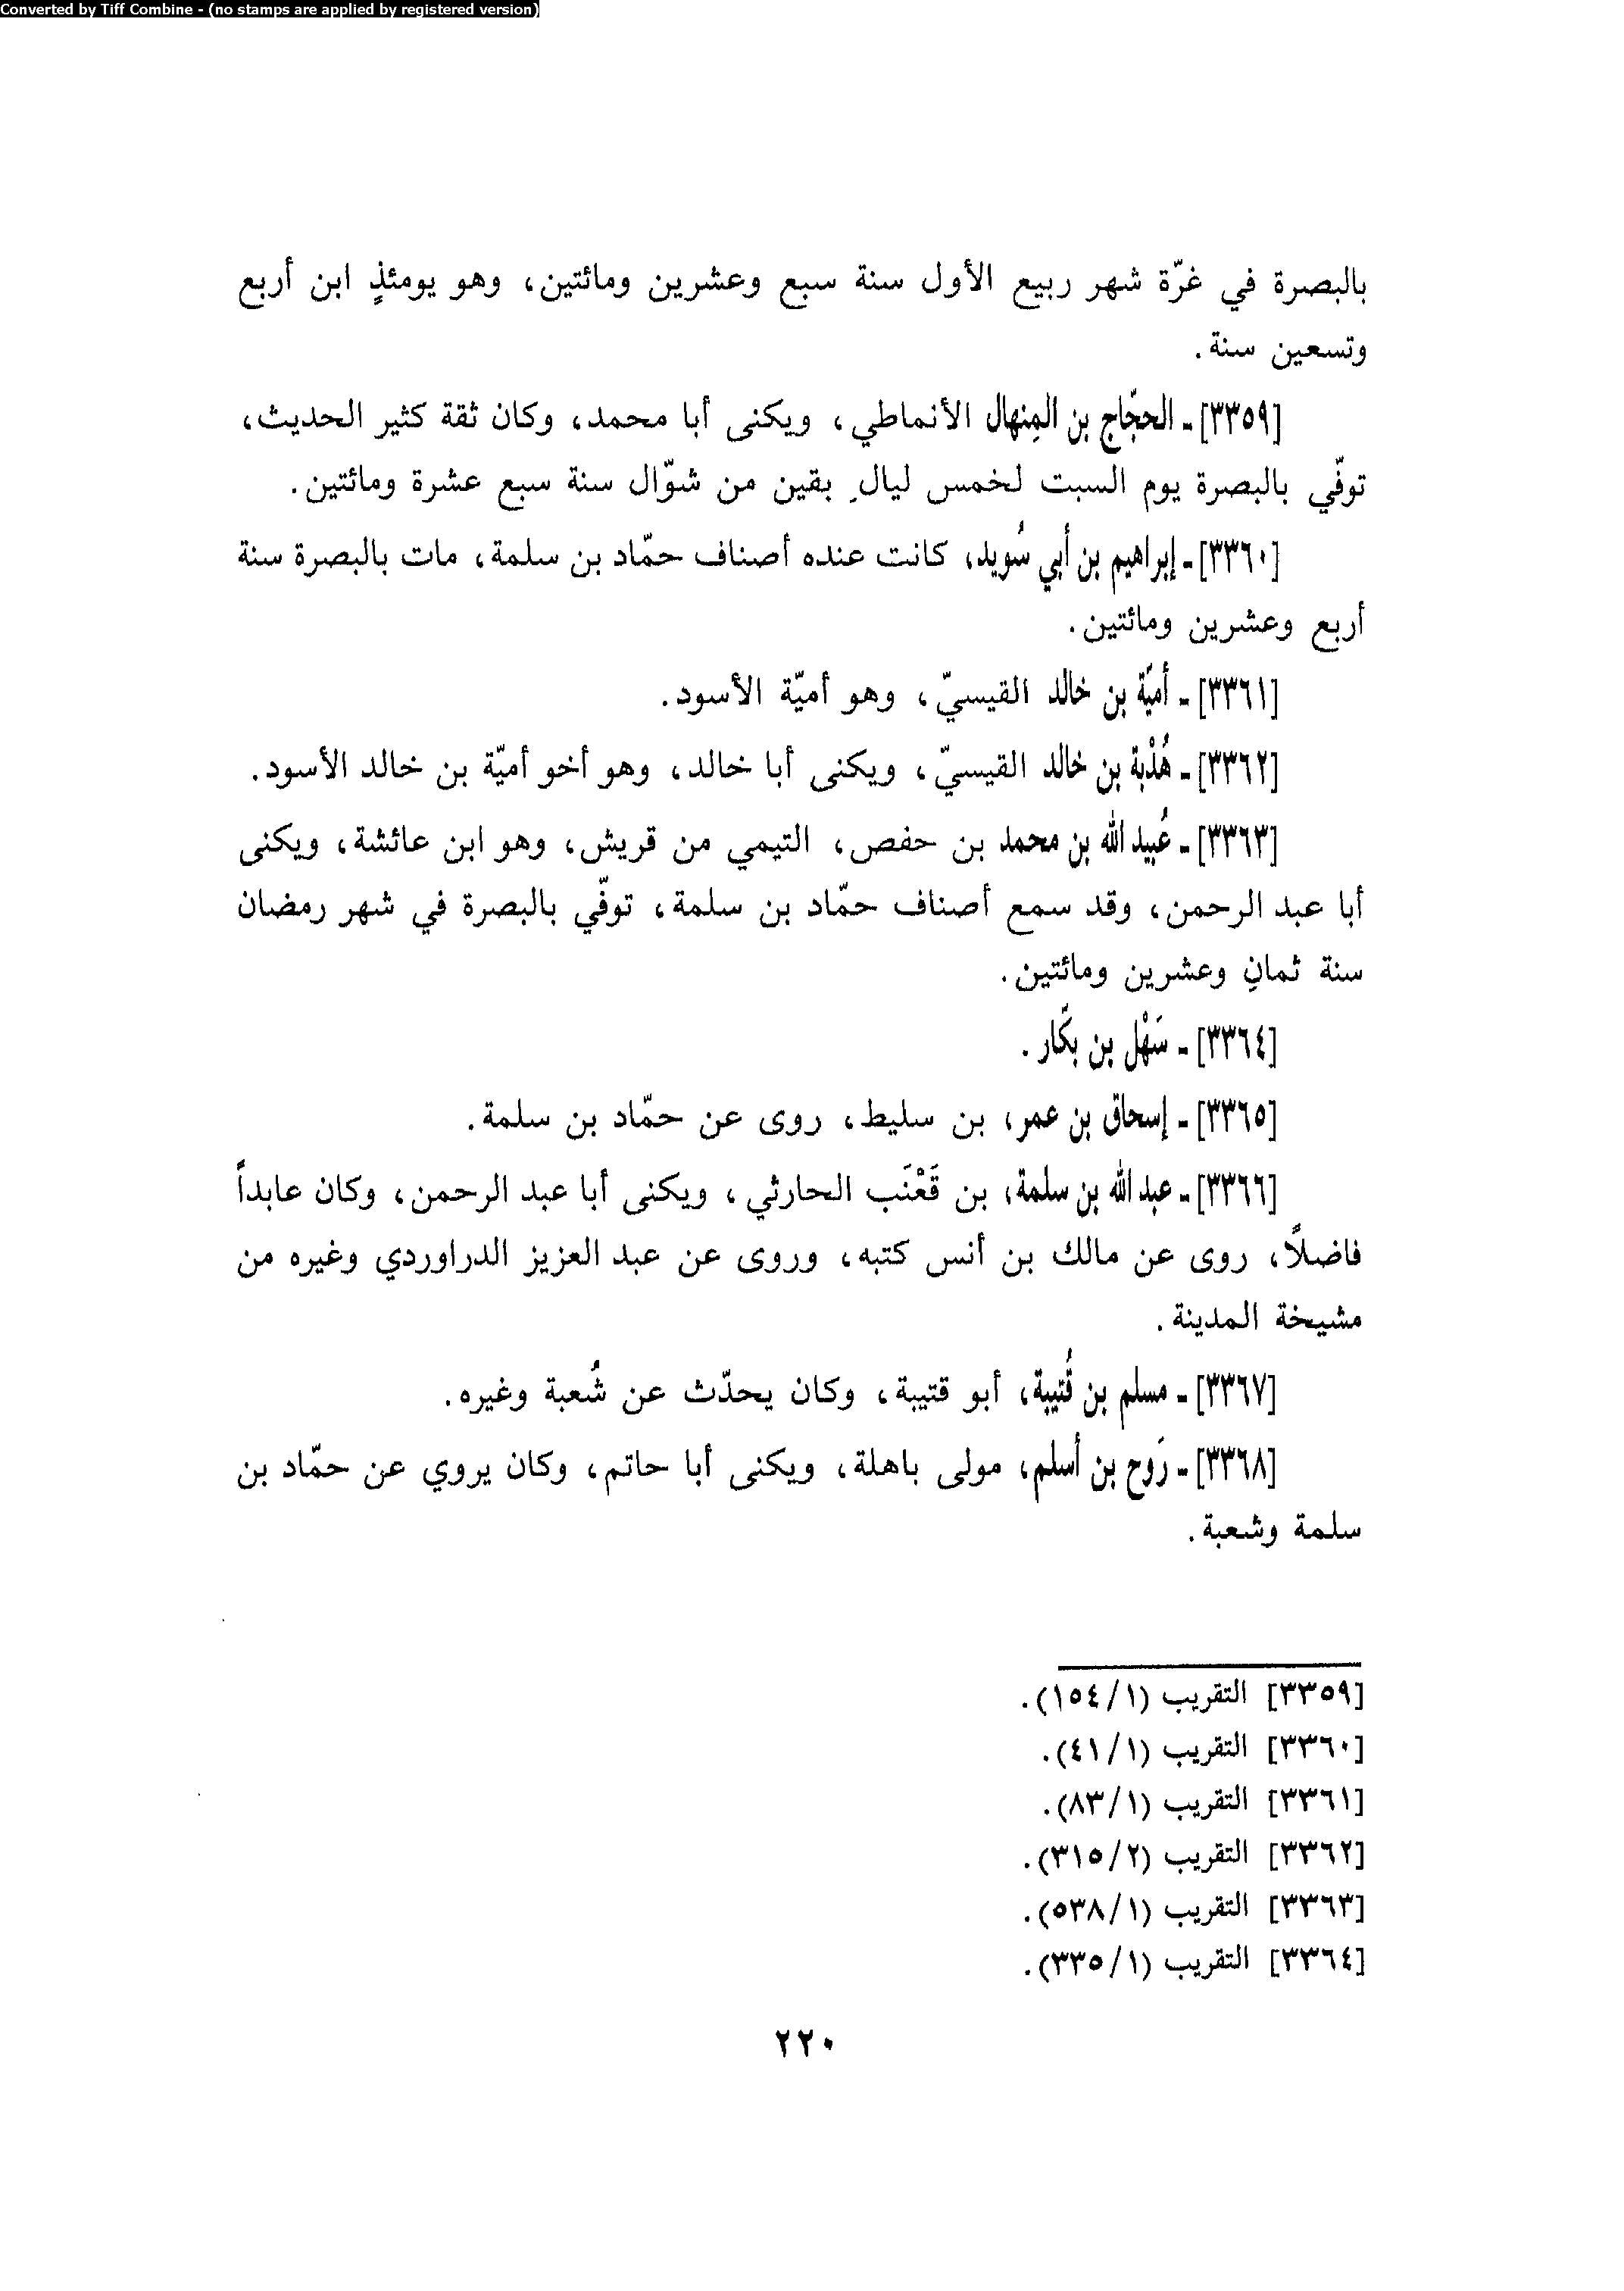 Converted by Tiff Combine - (no stamps are applied by registered version)
بالبصرة في غرّة شهر ربيع الأول سنة سبع وعشرين ومائتين، وهو يومئذٍ ابن أربع
وتسعين سنة.
[٣٣٥٩] - الحجّاج بن المِنهال الأنماطي، ويكنى أبا محمد، وكان ثقة كثير الحديث،
توفّي بالبصرة يوم السبت لخمس ليالٍ بقين من شوّال سنة سبع عشرة ومائتين.
[٣٣٦٠] - إبراهيم بن أبي سُويد، كانت عنده أصناف حمّاد بن سلمة، مات بالبصرة سنة
أربع وعشرين ومائتين.
[٣٣٦١] - أميّة بن خالد القيسيّ، وهو أميّة الأسود.
[٣٣٦٢] - هُذْبة بن خالد القيسيّ، ويكنى أبا خالد، وهو أخو أميّة بن خالد الأسود.
[٣٣٦٣] - عُبيد الله بن محمد بن حفص، التيمي من قريش، وهو ابن عائشة، ويكنى
أبا عبد الرحمن، وقد سمع أصناف حمّاد بن سلمة، توفّي بالبصرة في شهر رمضان
سنة ثمانِ وعشرين ومائتين.
[٣٣٦٤] - سَهْل بن بكّار.
[٣٣٦٥] - إسحاق بن عمر، بن سليط، روى عن حمّاد بن سلمة.
[٣٣٦٦] - عبد الله بن سلمة، بن قَعْنَب الحارثي، ويكنى أبا عبد الرحمن، وكان عابداً
فاضلاً، روى عن مالك بن أنس كتبه، وروى عن عبد العزيز الدراوردي وغيره من
مشيخة المدينة.
[٣٣٦٧] - مسلم بن قُتيبة، أبو قتيبة، وكان يحدّث عن شُعبة وغيره.
[٣٣٦٨] - رَوح بن أسلم، مولى باهلة، ويكنى أبا حاتم، وكان يروي عن حمّاد بن
سلمة وشعبة.
[٣٣٥٩] التقريب (١/ ١٥٤).
[٣٣٦٠] التقريب (١/ ٤١).
[٣٣٦١] التقريب (١/ ٨٣).
[٣٣٦٢] التقريب (٢/ ٣١٥).
[٣٣٦٣] التقريب (١/ ٥٣٨).
[٣٣٦٤] التقريب (١/ ٣٣٥).
٢٢٠